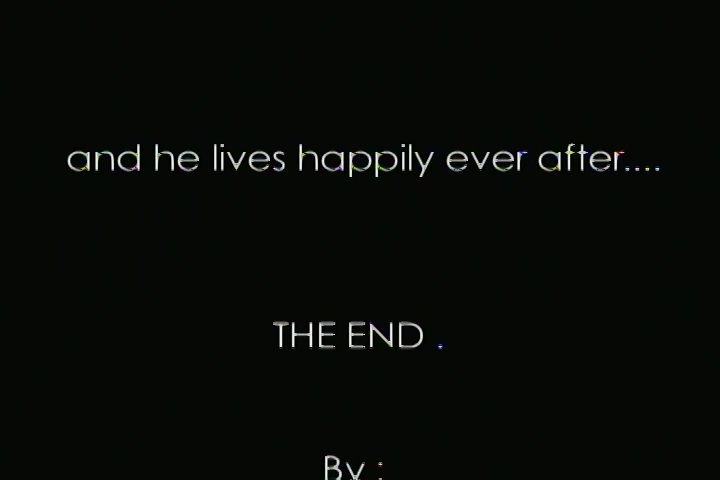 and he lives happily ever after....
THE END .
By :